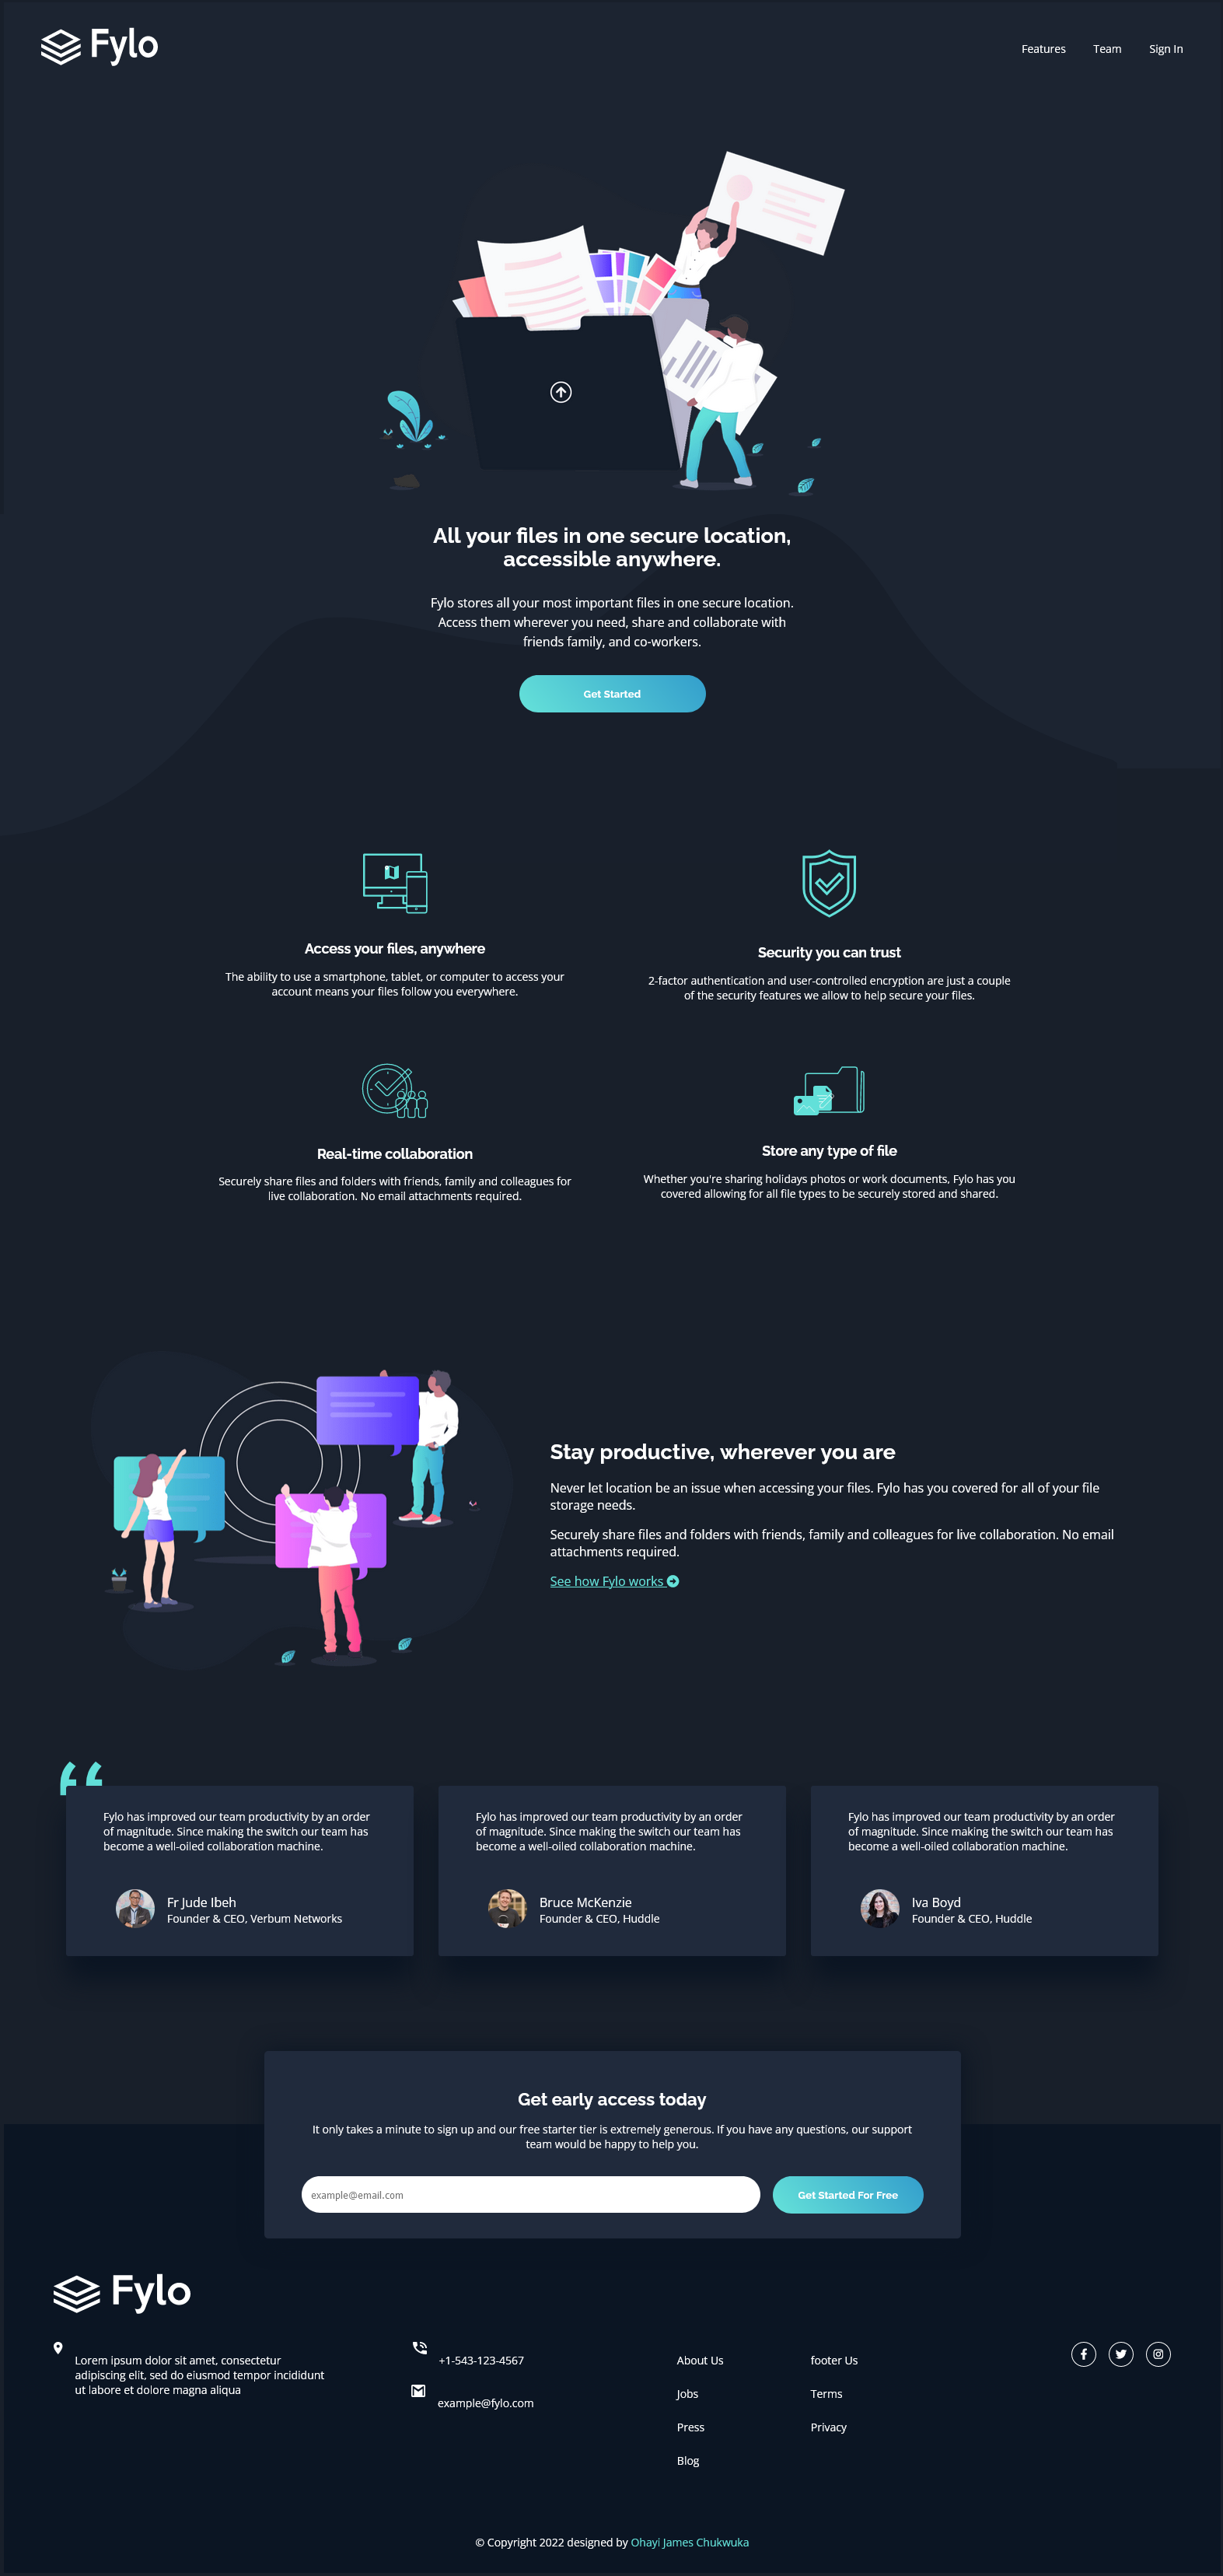 Fylo
Features Team Sign In
All your files in one secure location,
accessible anywhere.
Fylo stores all your most important files in one secure location.
Access them wherever you need, share and collaborate with
friends family, and co-workers.
Get Started
Access your files, anywhere
The ability to use a smartphone, tablet, or computer to access your
account means your files follow you everywhere.
Security you can trust
2-factor authentication and user-controlled encryption are just a couple
of the security features we allow to help secure your files.
Real-time collaboration
Securely share files and folders with friends, family and colleagues for
live collaboration. No email attachments required.
Store any type of file
Whether you're sharing holidays photos or work documents, Fylo has you
covered allowing for all file types to be securely stored and shared.
Stay productive, wherever you are
Never let location be an issue when accessing your files. Fylo has you covered for all of your file
storage needs.
Securely share files and folders with friends, family and colleagues for live collaboration. No email
attachments required.
See how Fylo works
Fylo has improved our team productivity by an order
of magnitude. Since making the switch our team has
become a well-oiled collaboration machine.
Fr Jude Ibeh
Founder & CEO, Verbum Networks
Fylo has improved our team productivity by an order
of magnitude. Since making the switch our team has
become a well-oiled collaboration machine.
Bruce McKenzie
Founder & CEO, Huddle
Fylo has improved our team productivity by an order
of magnitude. Since making the switch our team has
become a well-oiled collaboration machine.
Iva Boyd
Founder & CEO, Huddle
Get early access today
It only takes a minute to sign up and our free starter tier is extremely generous. If you have any questions, our support
team would be happy to help you.
example@email.com
Get Started For Free
Fylo
Lorem ipsum dolor sit amet, consectetur
adipiscing elit, sed do eiusmod tempor incididunt
ut labore et dolore magna aliqua
+1-543-123-4567
example@fylo.com
About Us
Jobs
Press
Blog
footer Us
Terms
Privacy
© Copyright 2022 designed by Ohayi James Chukwuka